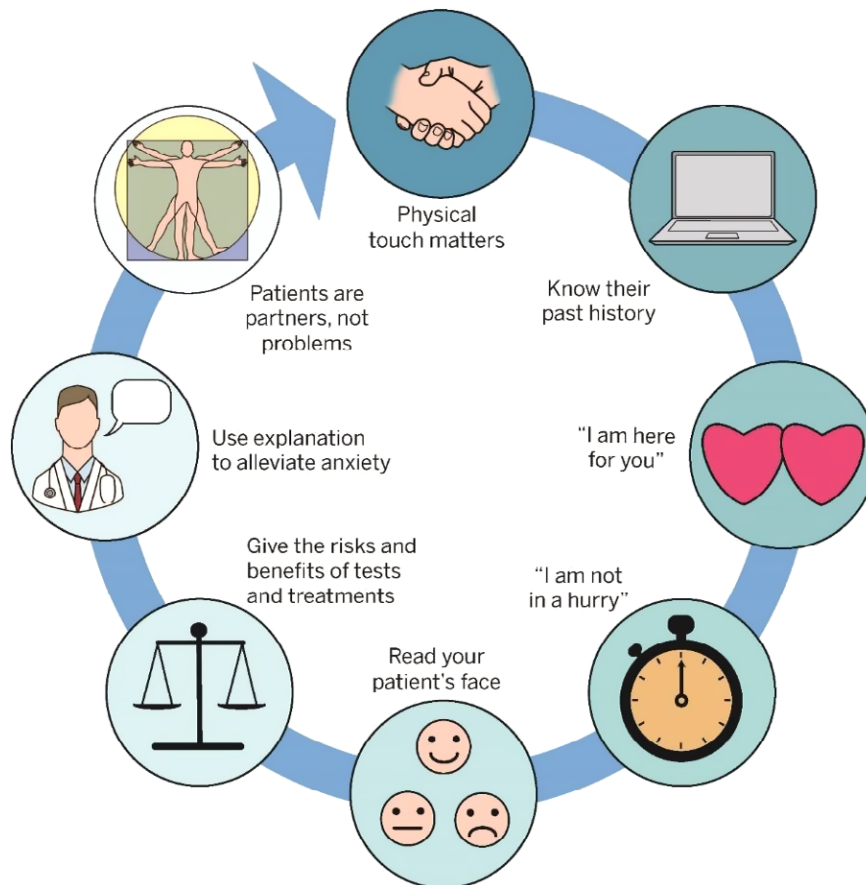 Physical
touch matters
Know their
past history
“I am here
for you”
“I am not
in a hurry”
Read your
patient’s face
Give the risks and
benefits of tests
and treatments
Use explanation
to alleviate anxiety
Patients are
partners, not
problems